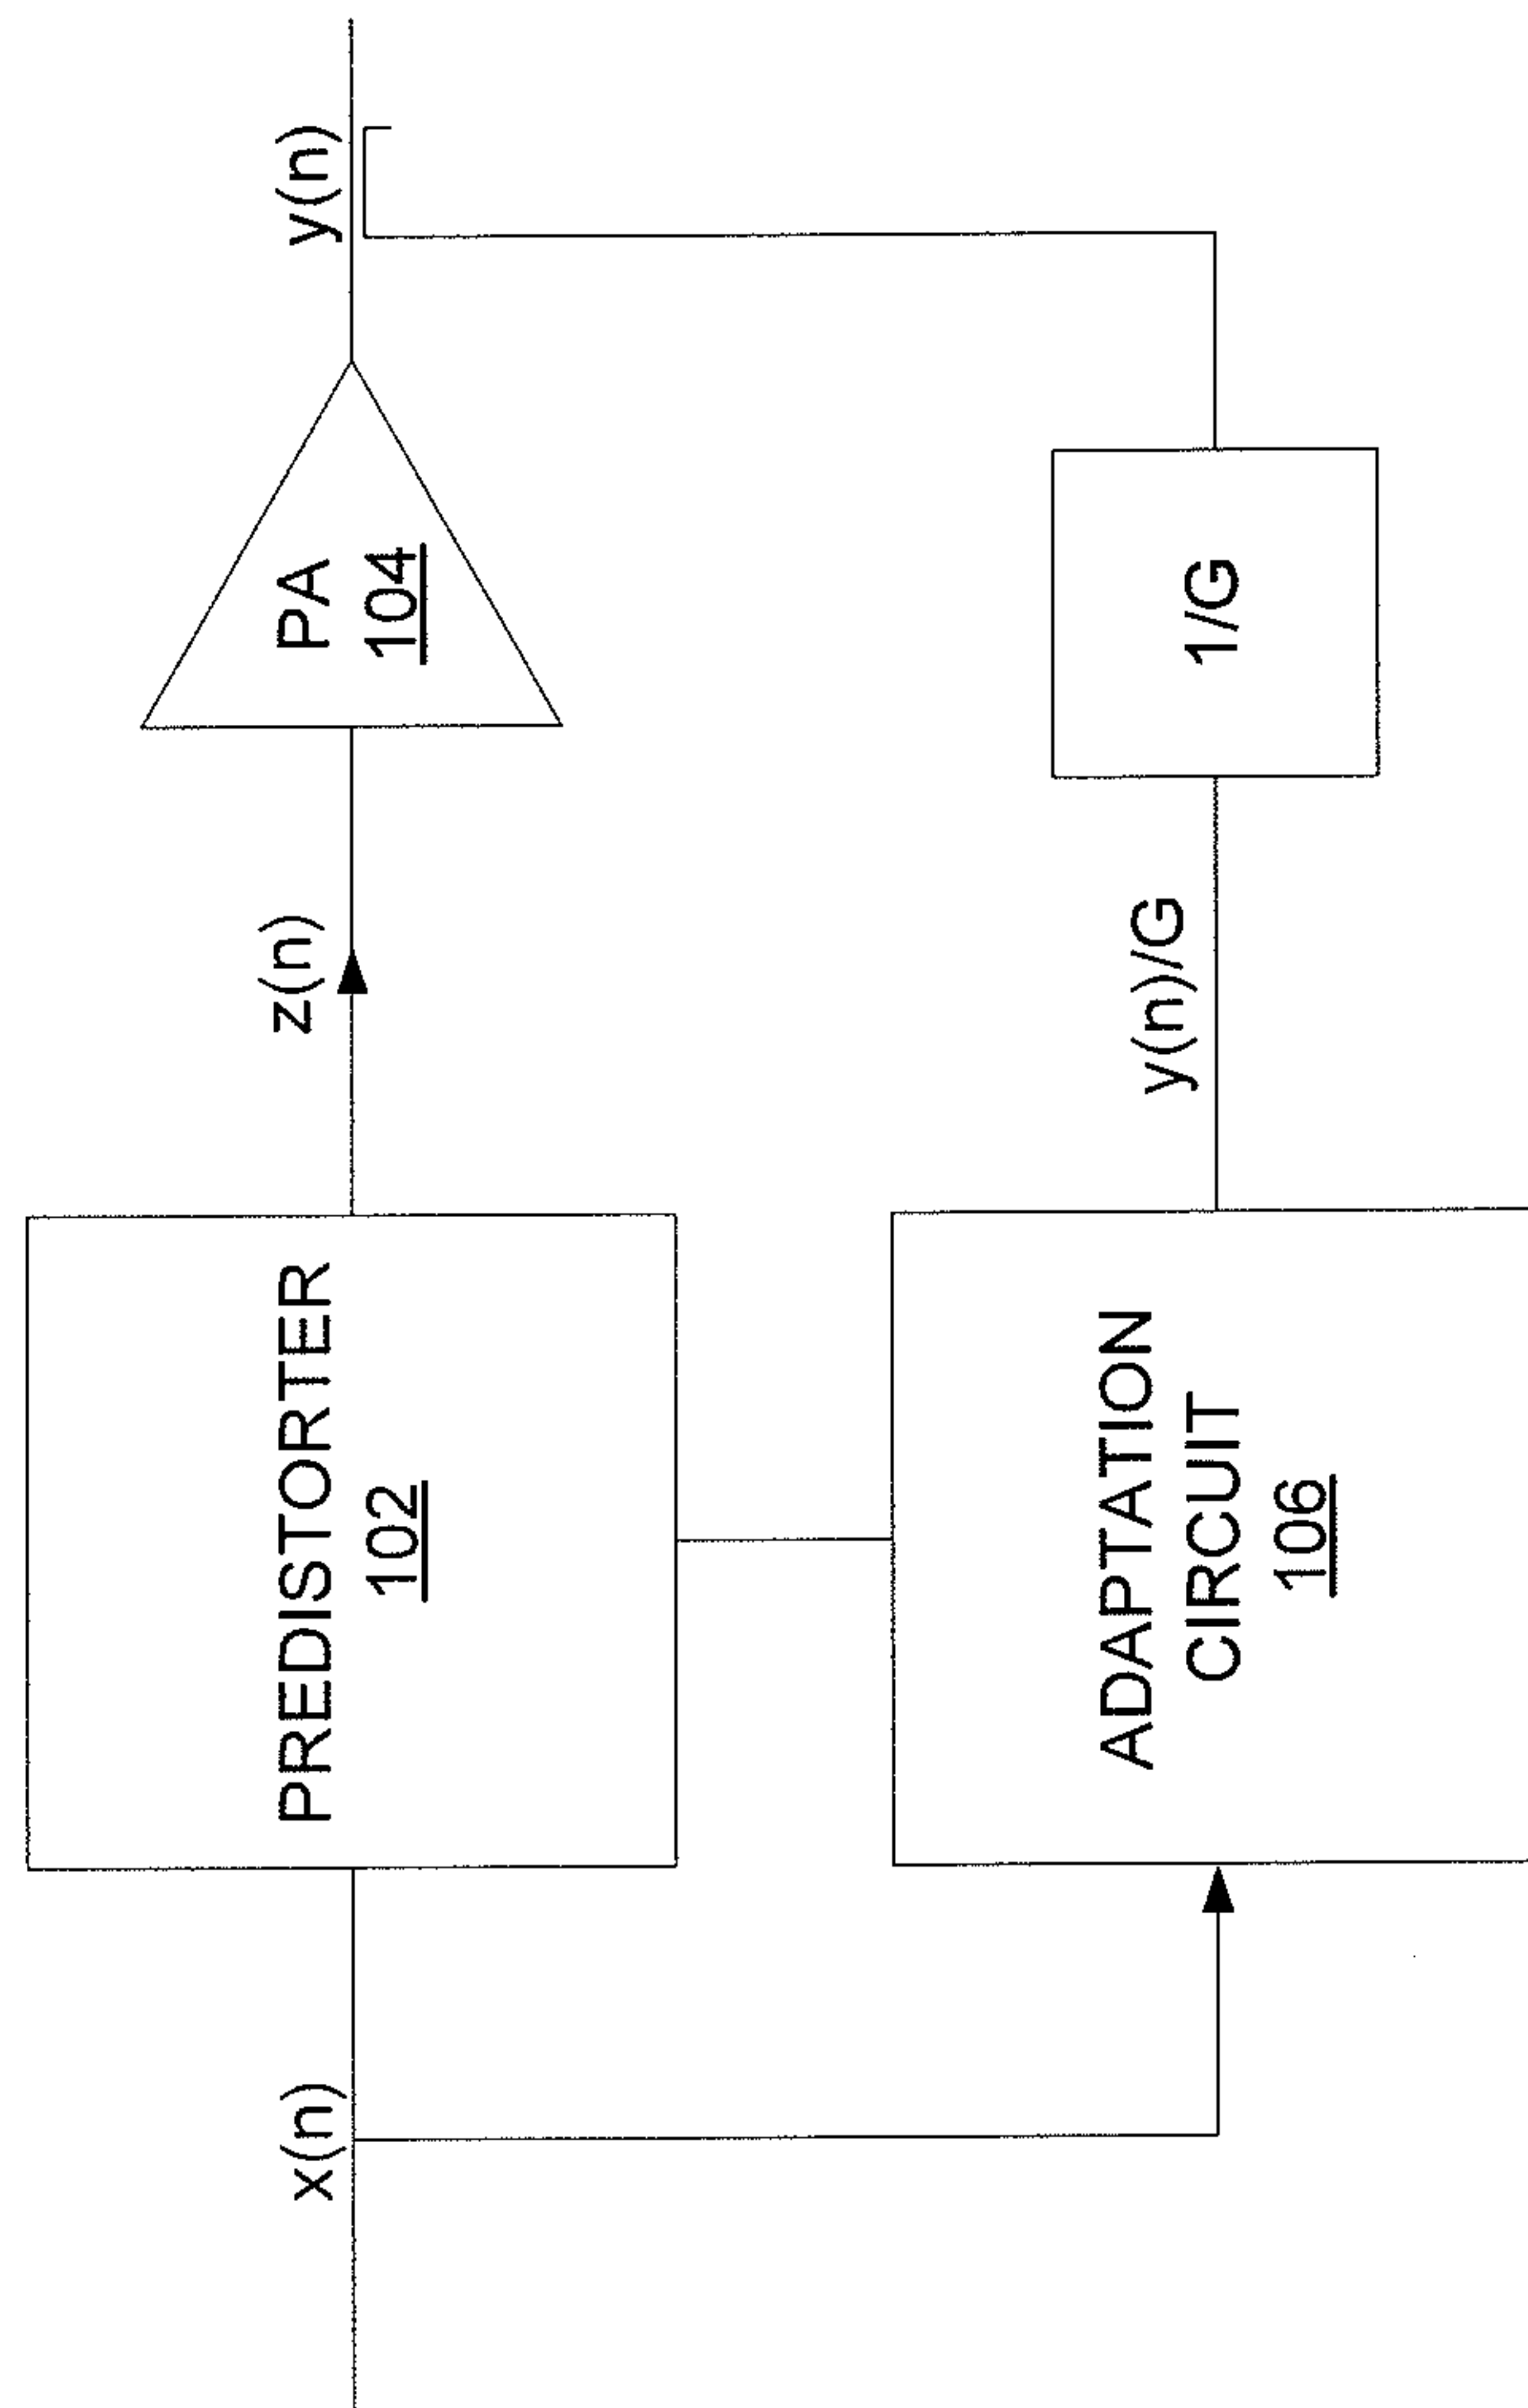 x(n)
PREDISTORTER
102
z(n)
PA
104
y(n)
ADAPTATION
CIRCUIT
106
y(n)/G
1/G